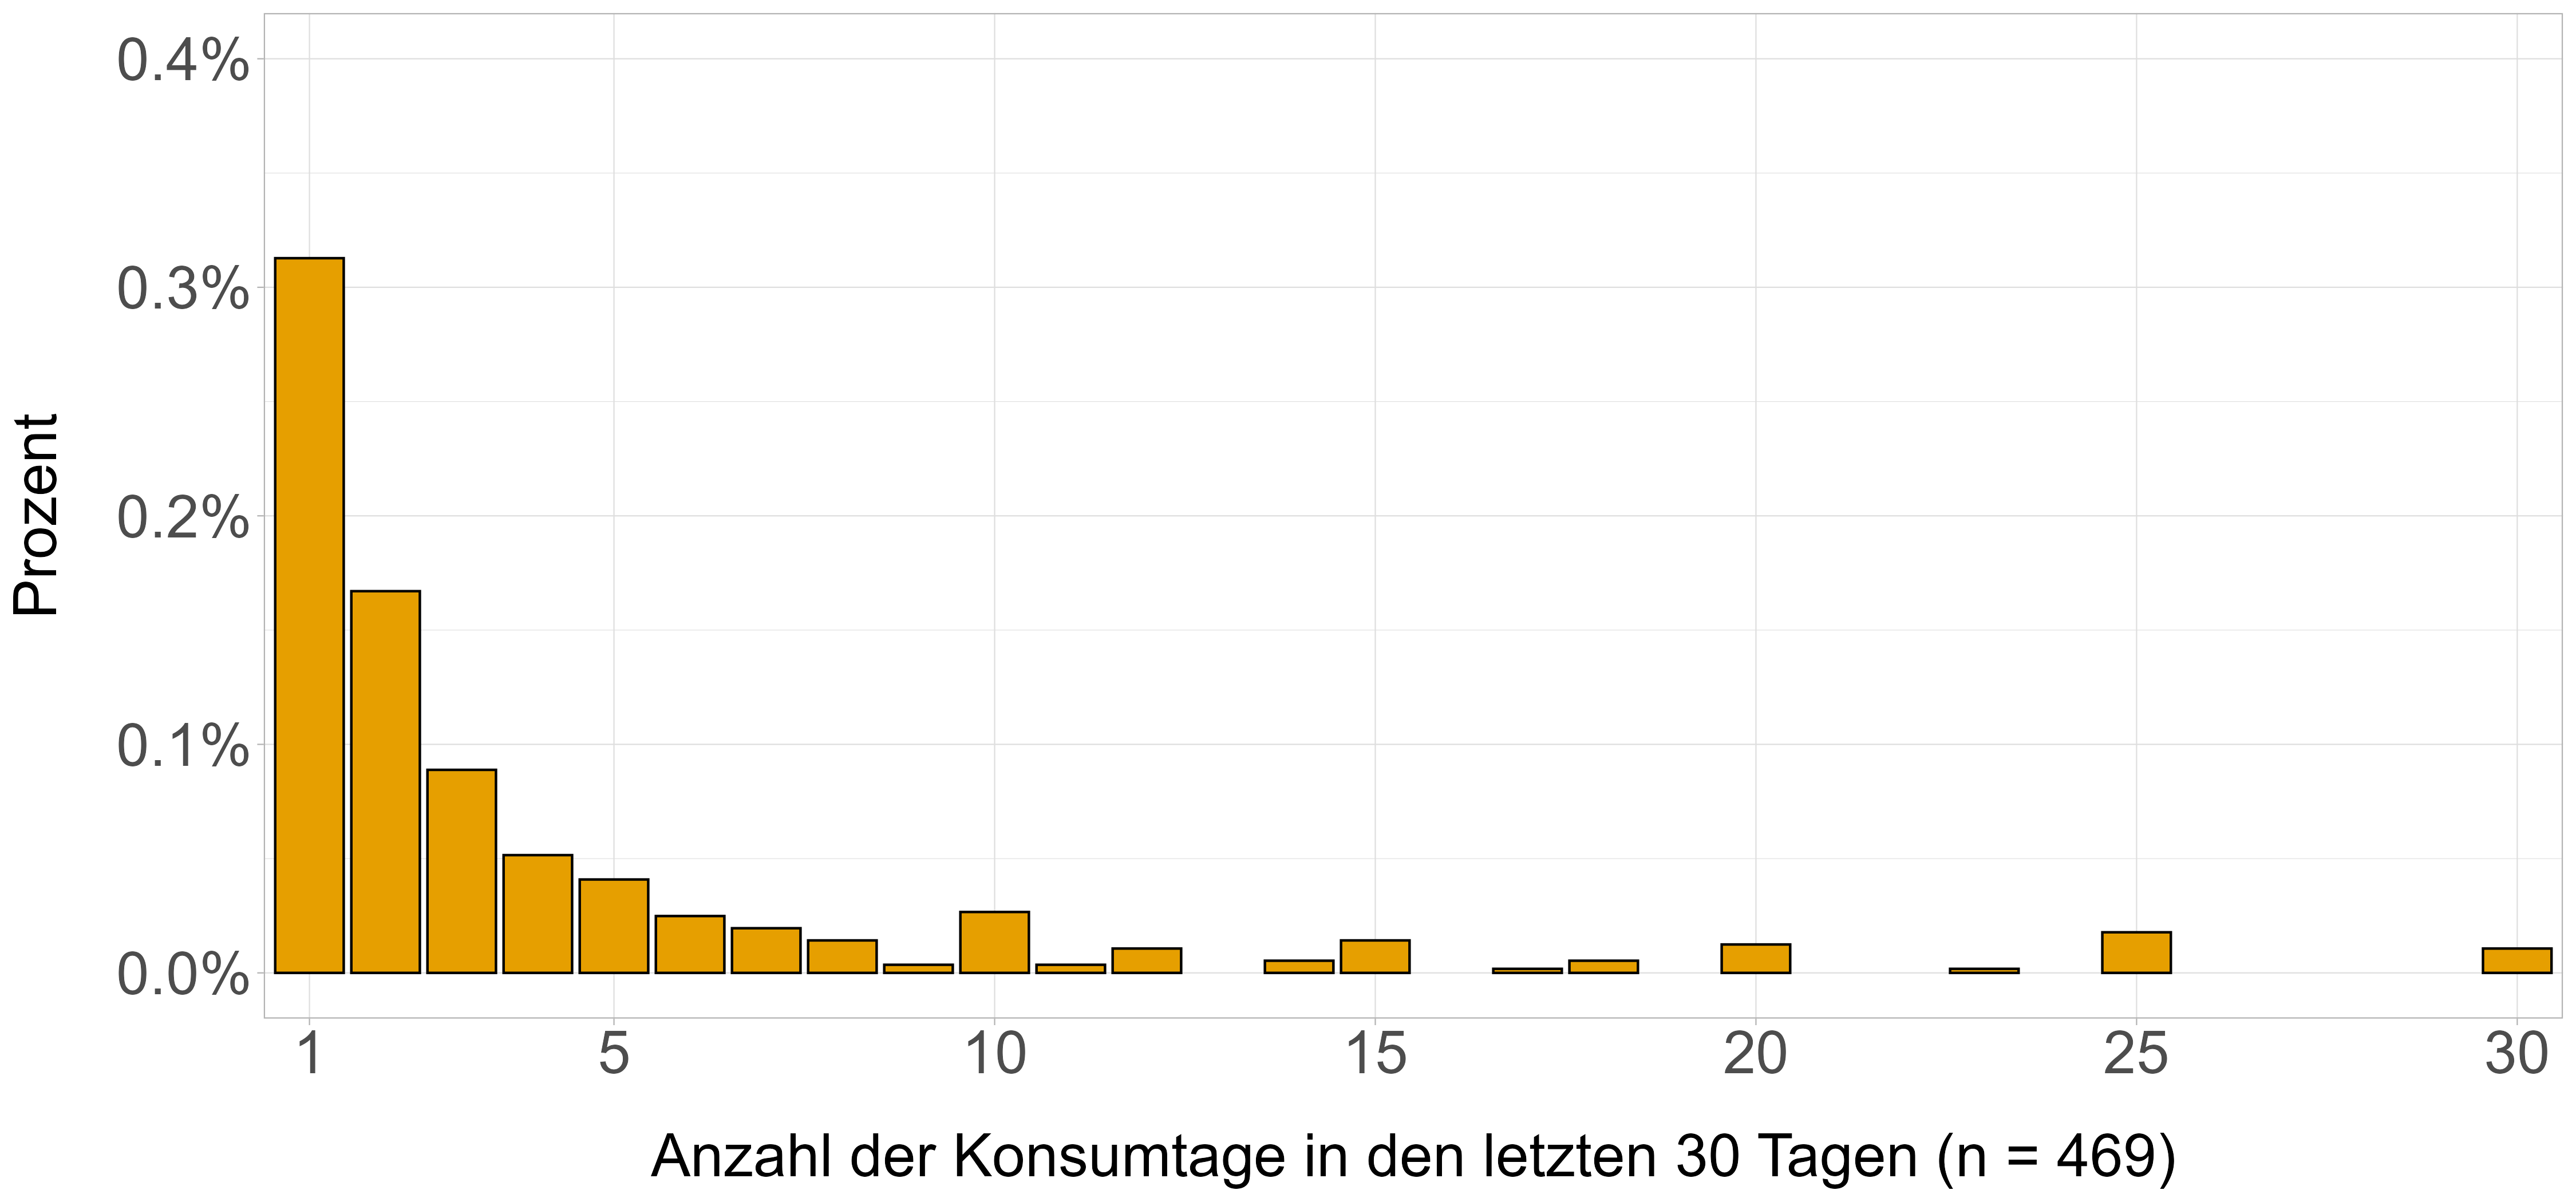 0.4%
0.3%
0.2%
0.1%
0.0%
Prozent
1 5 10 15 20 25 30
Anzahl der Konsumtage in den letzten 30 Tagen (n = 469)